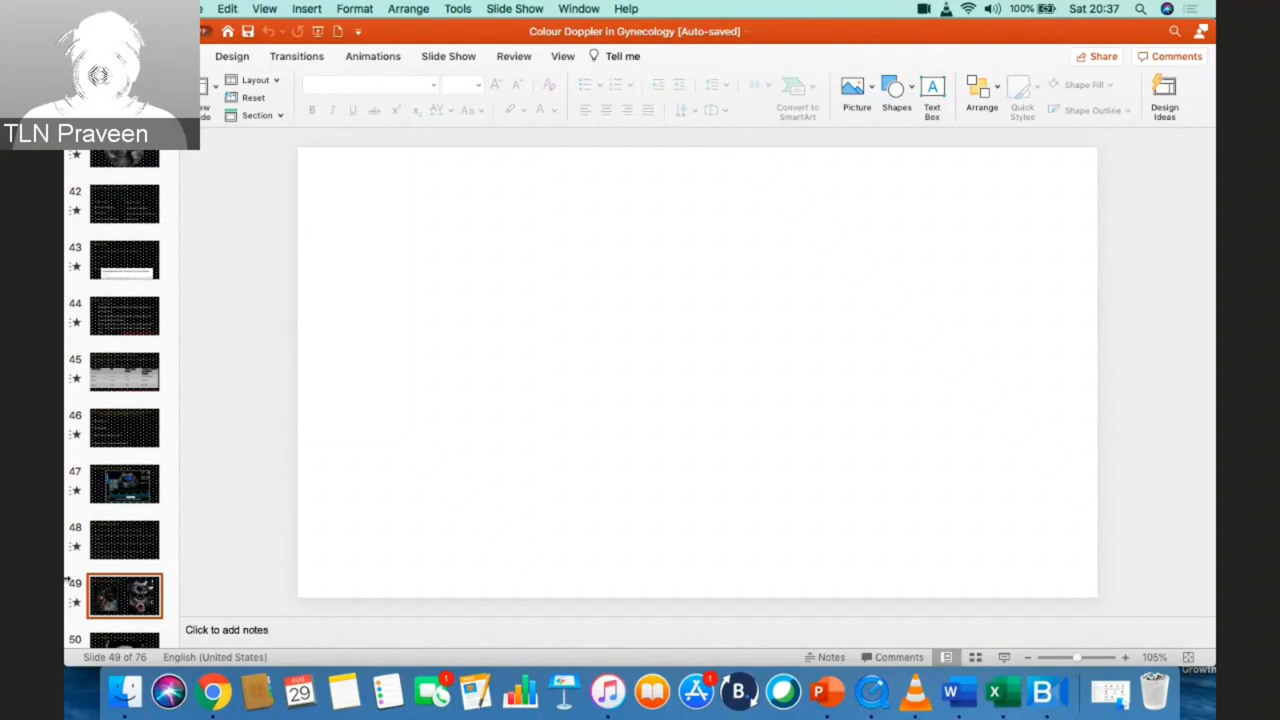 Edit View Insert Format Arrange Tools Slide Show Window Help 100% Sat 20:37
Colour Doppler in Gynecology [Auto-saved]
Design Transitions Animations Slide Show Review View Tell me Share Comments
Layout
Reset
Section
Convert to SmartArt
Picture
Shapes
Text Box
Arrange
Quick Styles
Shape Fill
Shape Outline
Design Ideas
TLN Praveen
42
43
44
45
46
47
48
49
50
Click to add notes
Slide 49 of 76 English (United States) Notes Comments 105%
Growth
AUG
29